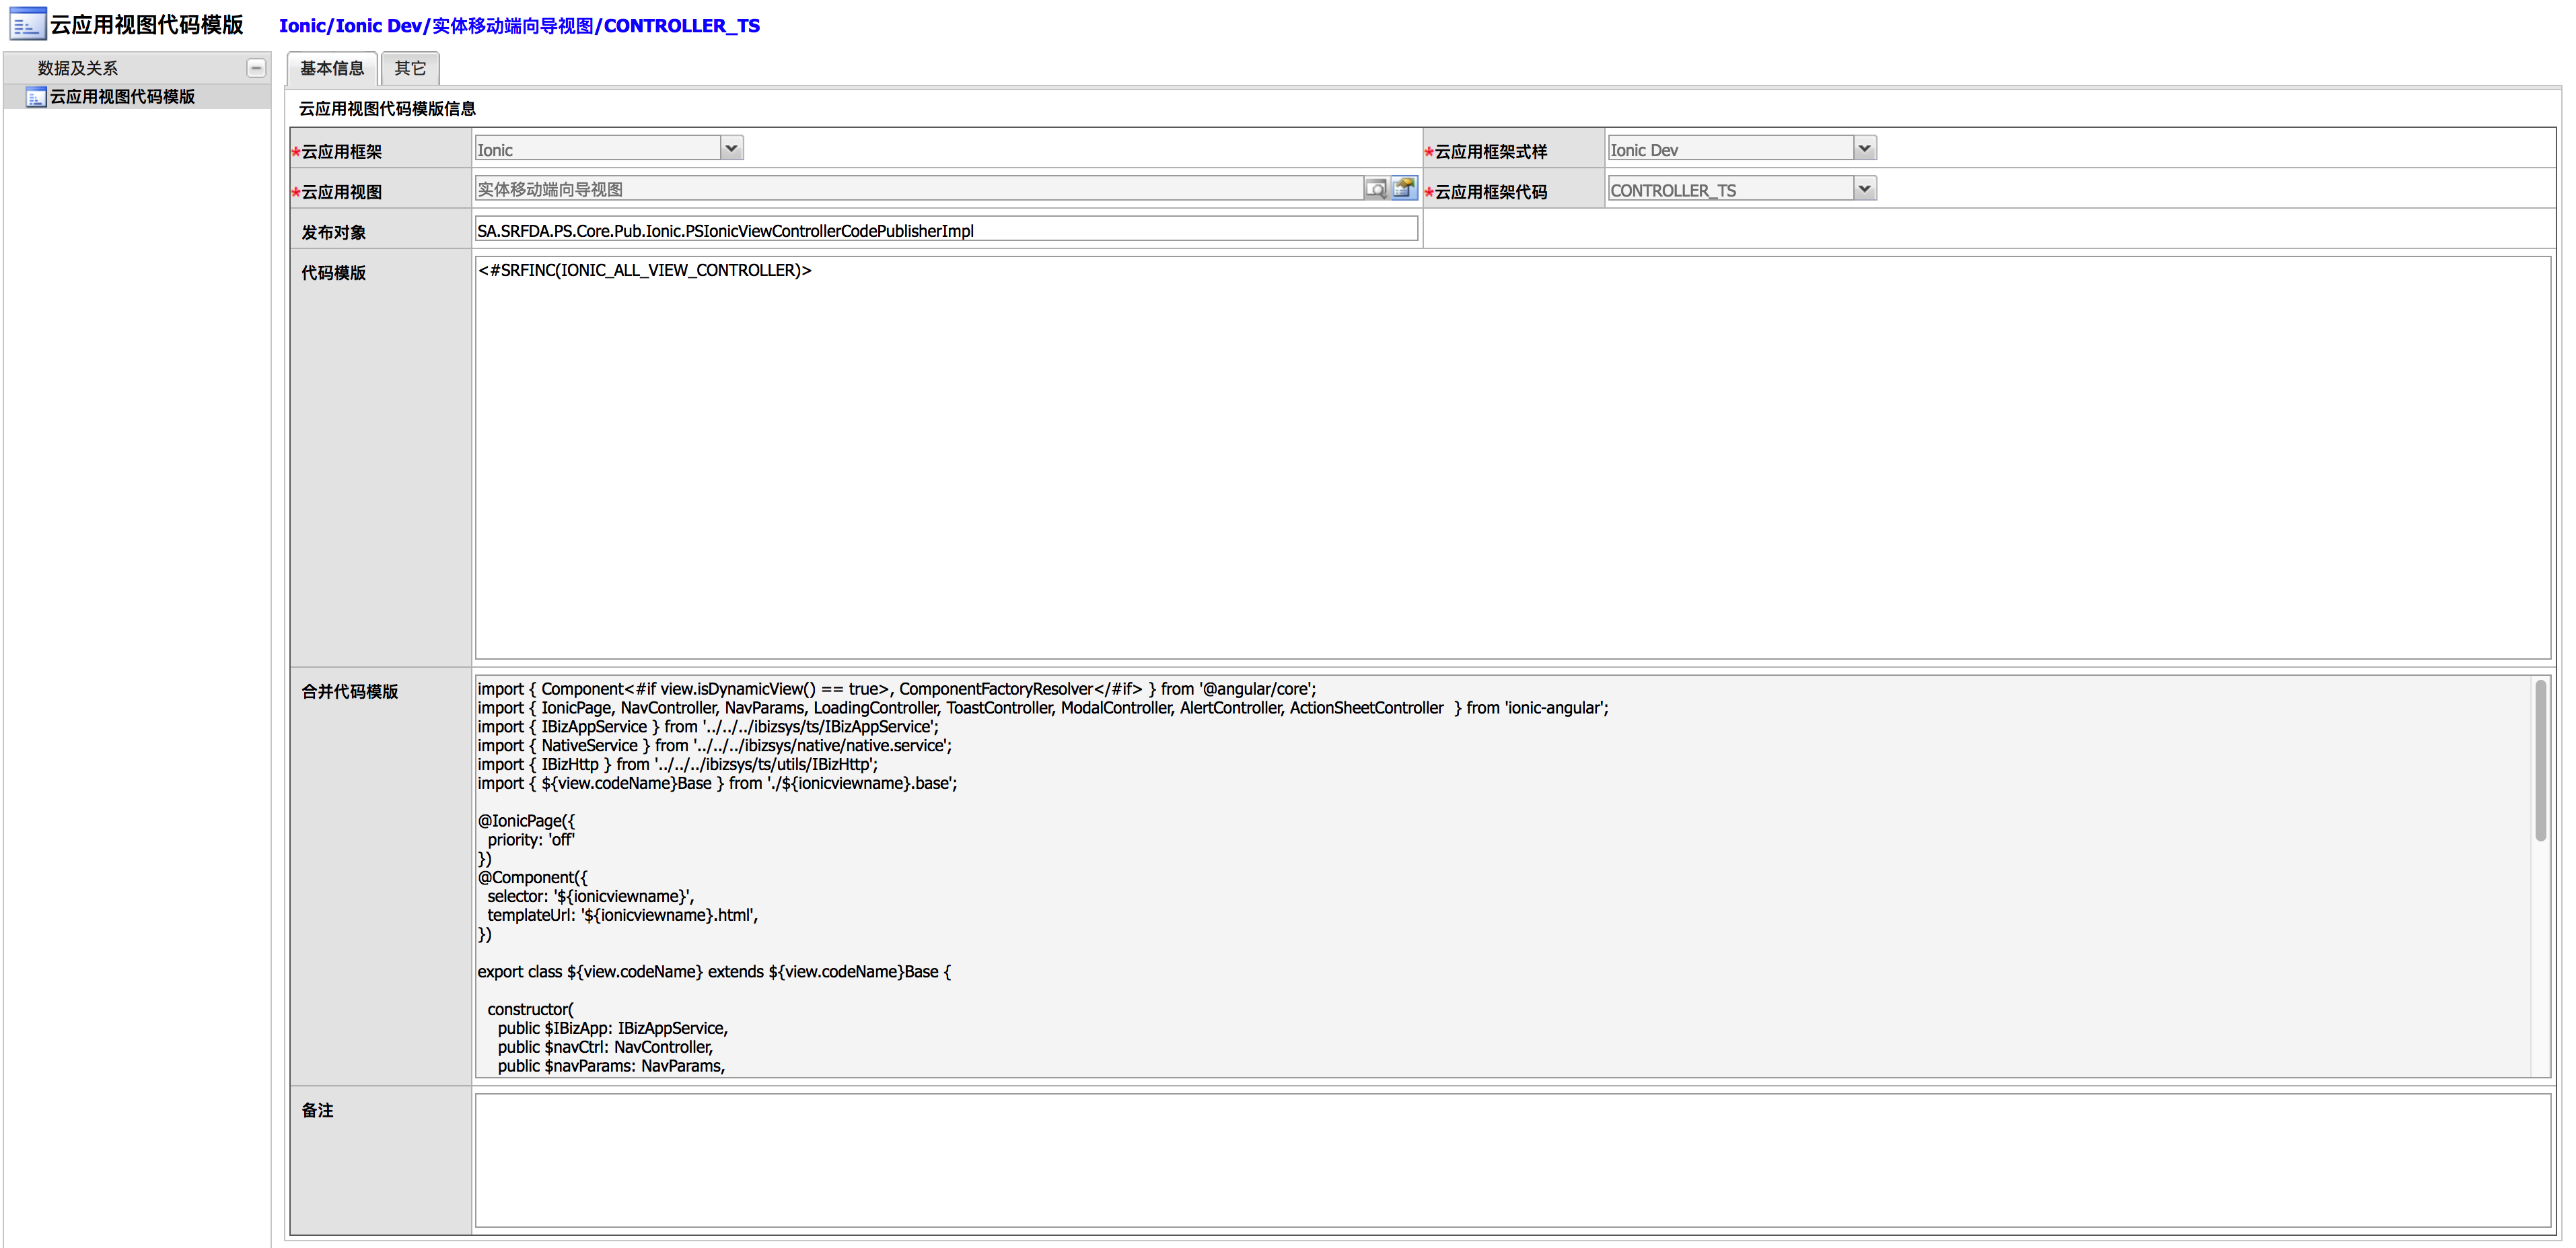 云应用视图代码模版
Ionic/Ionic Dev/实体移动端向导视图/CONTROLLER_TS
数据及关系
云应用视图代码模版
基本信息
其它
云应用视图代码模版信息
*云应用框架
Ionic
*云应用框架式样
Ionic Dev
*云应用视图
实体移动端向导视图
*云应用框架代码
CONTROLLER_TS
发布对象
SA.SRFDA.PS.Core.Pub.Ionic.PSIonicViewControllerCodePublisherImpl
代码模版
<#SRFINC(IONIC_ALL_VIEW_CONTROLLER)>
合并代码模版
import { Component<#if view.isDynamicView() == true>, ComponentFactoryResolver</#if> } from '@angular/core';
import { IonicPage, NavController, NavParams, LoadingController, ToastController, ModalController, AlertController, ActionSheetController  } from 'ionic-angular';
import { IBizAppService } from '../../../ibizsys/ts/IBizAppService';
import { NativeService } from '../../../ibizsys/native/native.service';
import { IBizHttp } from '../../../ibizsys/ts/utils/IBizHttp';
import { ${view.codeName}Base } from './${ionicviewname}.base';
@IonicPage({
  priority: 'off'
})
@Component({
  selector: '${ionicviewname}',
  templateUrl: '${ionicviewname}.html',
})
export class ${view.codeName} extends ${view.codeName}Base {
  constructor(
    public $IBizApp: IBizAppService,
    public $navCtrl: NavController,
    public $navParams: NavParams,
备注